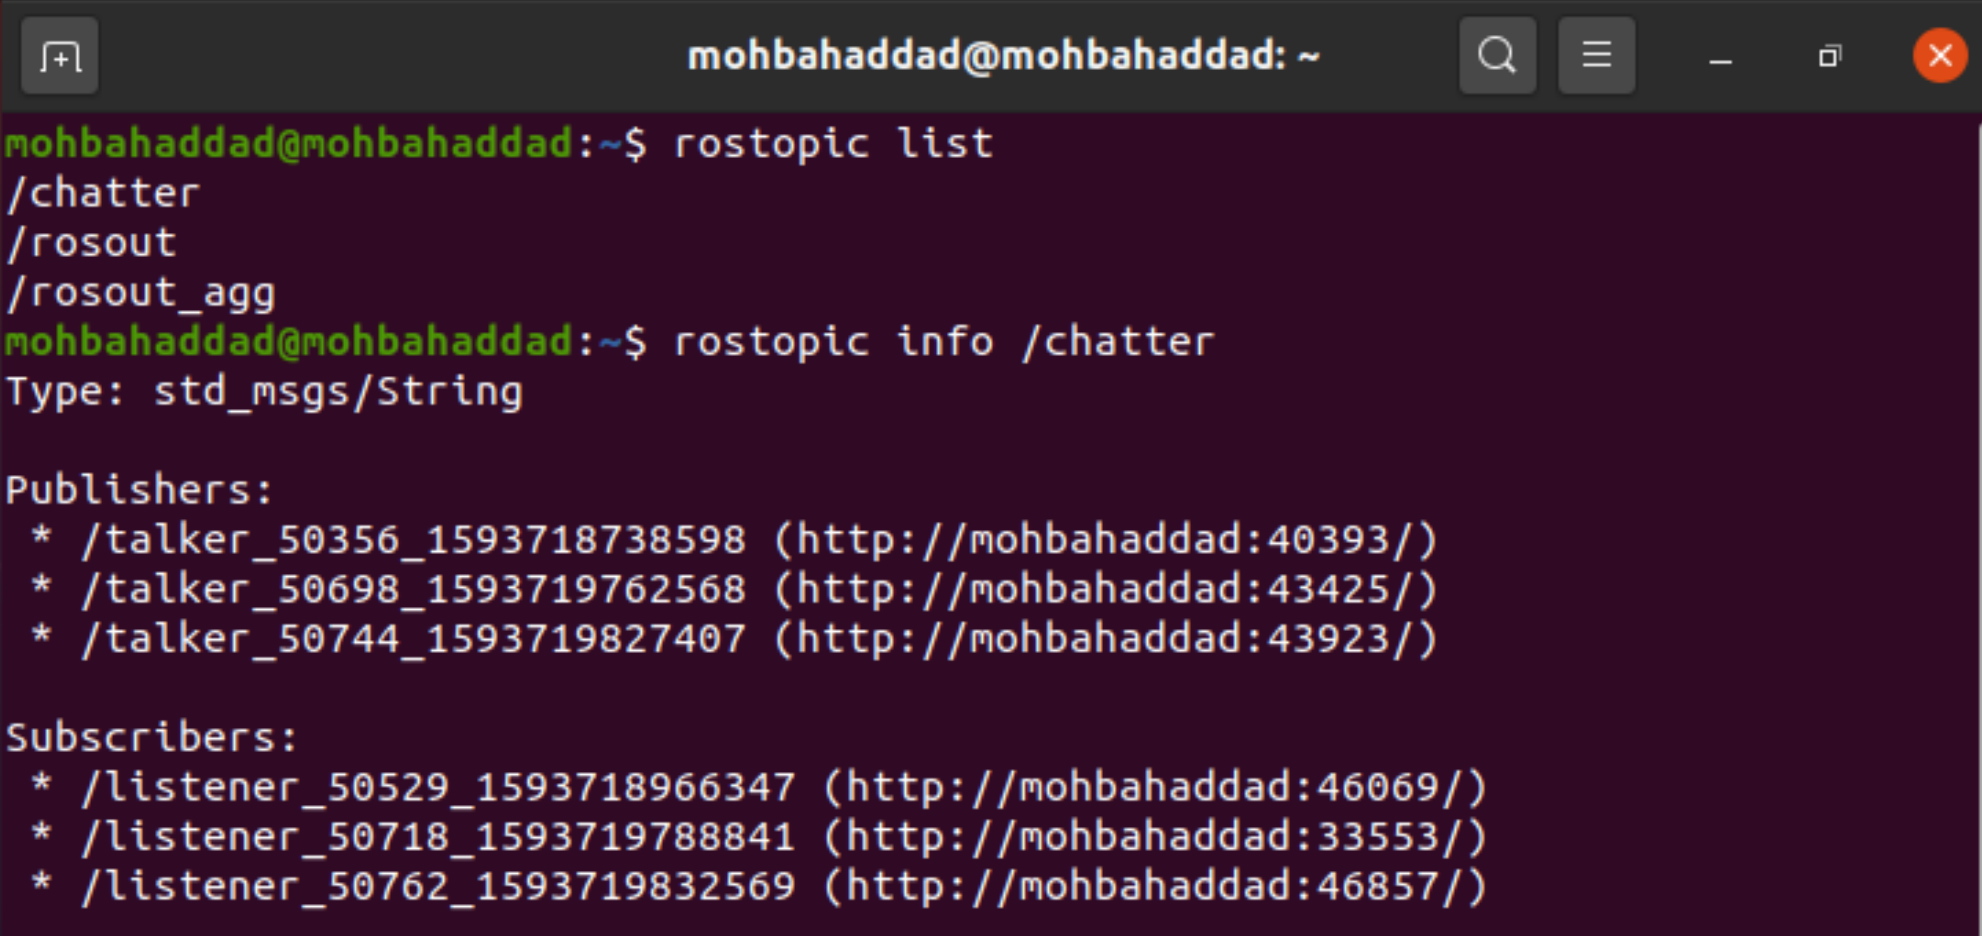 mohbahaddad@mohbahaddad: ~
mohbahaddad@mohbahaddad:~$ rostopic list
/chatter
/rosout
/rosout_agg
mohbahaddad@mohbahaddad:~$ rostopic info /chatter
Type: std_msgs/String
Publishers:
 * /talker_50356_1593718738598 (http://mohbahaddad:40393/)
 * /talker_50698_1593719762568 (http://mohbahaddad:43425/)
 * /talker_50744_1593719827407 (http://mohbahaddad:43923/)
Subscribers:
 * /listener_50529_1593718966347 (http://mohbahaddad:46069/)
 * /listener_50718_1593719788841 (http://mohbahaddad:33553/)
 * /listener_50762_1593719832569 (http://mohbahaddad:46857/)